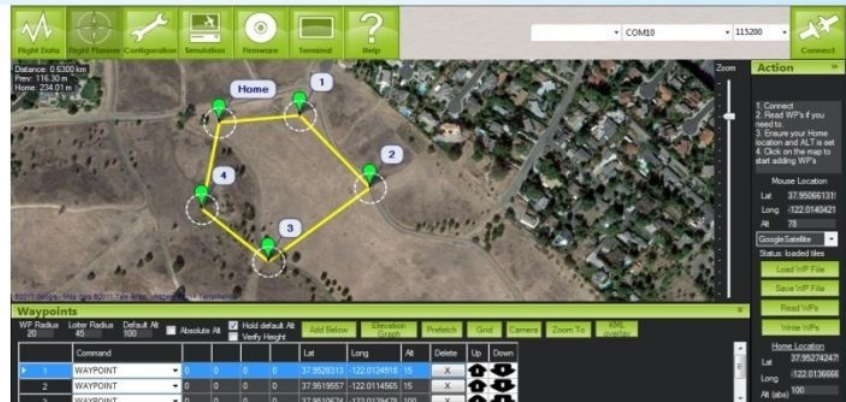 Flight Data Flight Planner Configuration Simulation Firmware Terminal Help
COM10 115200 Connect
Distance: 0.6300 km
Prev: 116.30 m
Home: 234.01 m
Home 1
2
3
4
Zoom
Action
1. Connect
2. Read WP's if you
need to.
3. Ensure your Home
location and ALT is set
4. Click on the map to
start adding WP's
Mouse Location
Lat
Long -122.0140421
Alt 78
GoogleSatellite
Status: loaded tiles
Load WP File
Save WP File
Read WPs
Write WPs
Home Location
Lat 37.95274247
Long -122.0136666
Alt (abs) 100
Waypoints
WP Radius Loiter Radius Default Alt
20 45 100
Absolute Alt Hold default Alt
Verify Height
Add Below Elevation Graph Prefetch Grid Camera Zoom To KML overlay
Command Lat Long Alt Delete Up Down
1 WAYPOINT 0 0 0 0 37.9528313 -122.0124918 15 X
2 WAYPOINT 0 0 0 0 37.9519557 -122.0114565 15 X
WAYPOINT 100